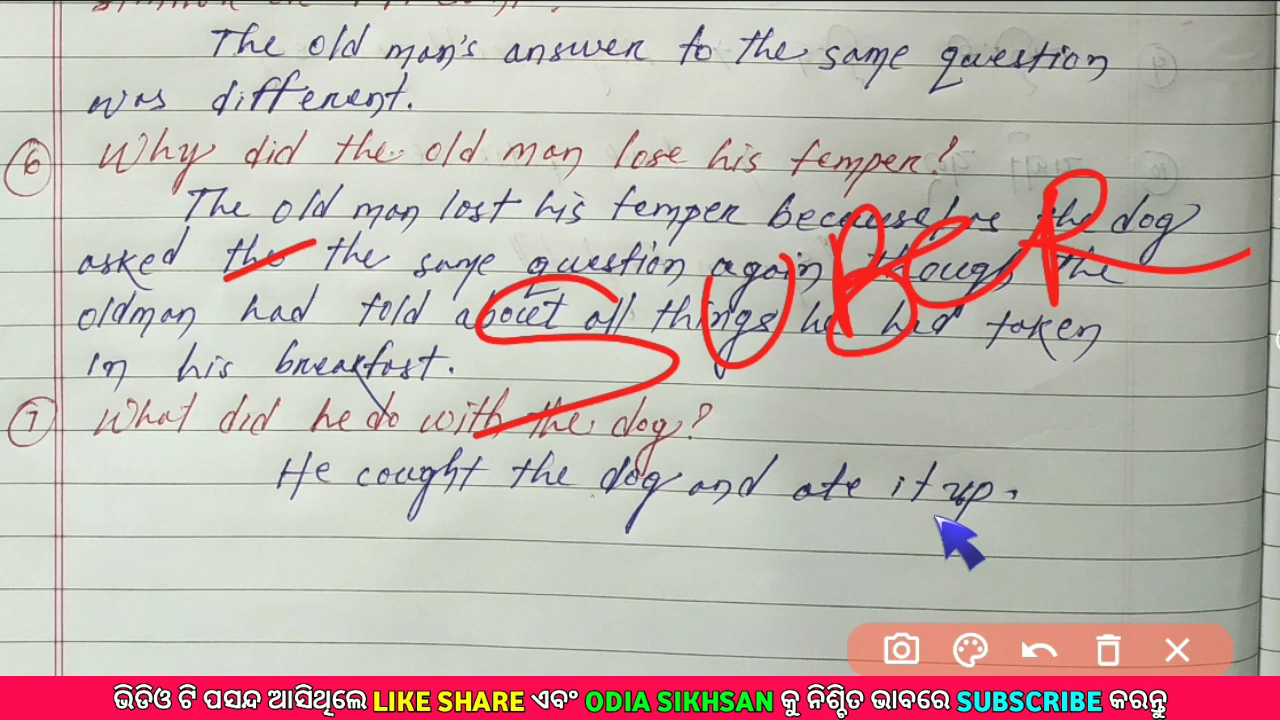 The old man's answer to the same question
was different.
6 Why did the old man lose his temper?
The old man lost his temper because the dog
asked the the same question again though the
oldman had told about all things he had taken
in his breakfast.
SUBER
7 What did he do with the dog?
He cought the dog and ate it up.
ଭିଡିଓ ଟି ପସନ୍ଦ ଆସିଥିଲେ LIKE SHARE ଏବଂ ODIA SIKHSAN କୁ ନିଶ୍ଚିତ ଭାବରେ SUBSCRIBE କରନ୍ତୁ